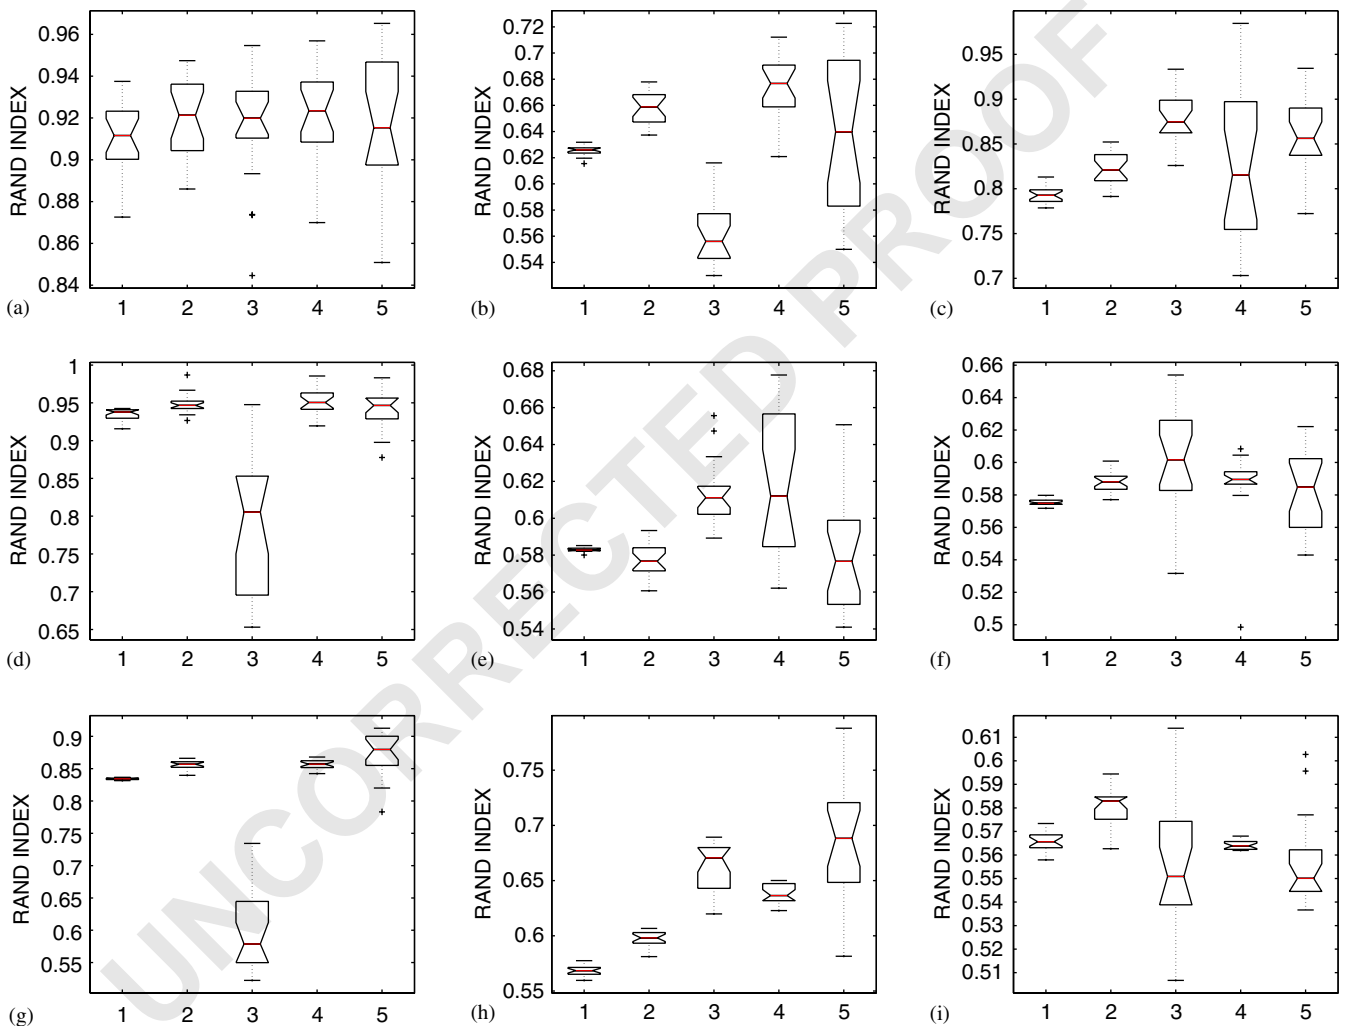 UNCORRECTED PROOF
RAND INDEX
0.96
0.94
0.92
0.9
0.88
0.86
0.84
(a)
1 2 3 4 5
RAND INDEX
0.72
0.7
0.68
0.66
0.64
0.62
0.6
0.58
0.56
0.54
(b)
1 2 3 4 5
RAND INDEX
0.95
0.9
0.85
0.8
0.75
0.7
(c)
1 2 3 4 5
RAND INDEX
1
0.95
0.9
0.85
0.8
0.75
0.7
0.65
(d)
1 2 3 4 5
RAND INDEX
0.68
0.66
0.64
0.62
0.6
0.58
0.56
0.54
(e)
1 2 3 4 5
RAND INDEX
0.66
0.64
0.62
0.6
0.58
0.56
0.54
0.52
0.5
(f)
1 2 3 4 5
RAND INDEX
0.9
0.85
0.8
0.75
0.7
0.65
0.6
0.55
(g)
1 2 3 4 5
RAND INDEX
0.75
0.7
0.65
0.6
0.55
(h)
1 2 3 4 5
RAND INDEX
0.61
0.6
0.59
0.58
0.57
0.56
0.55
0.54
0.53
0.52
0.51
(i)
1 2 3 4 5